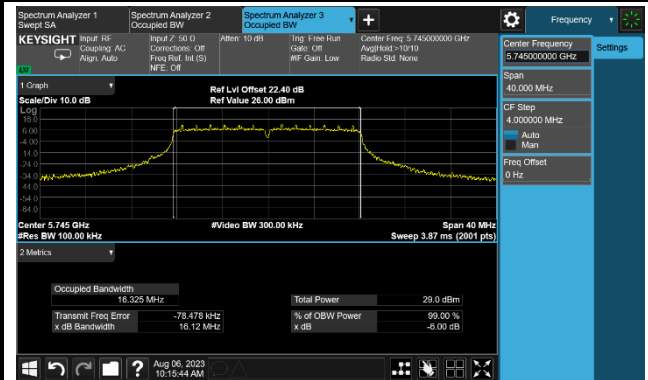 Spectrum Analyzer 1
Swept SA
Spectrum Analyzer 2
Occupied BW
Spectrum Analyzer 3
Occupied BW
Frequency
KEYSIGHT
Input: RF
Coupling: AC
Align: Auto
Input Z: 50 Ω
Corrections: Off
Freq Ref: Int (S)
NFE: Off
Atten: 10 dB
Trig: Free Run
Gate: Off
#IF Gain: Low
Center Freq: 5.745000000 GHz
Avg|Hold:>10/10
Radio Std: None
Center Frequency
5.745000000 GHz
Settings
Span
40.000 MHz
CF Step
4.000000 MHz
Auto
Man
Freq Offset
0 Hz
1 Graph
Scale/Div 10.0 dB
Ref Lvl Offset 22.40 dB
Ref Value 26.00 dBm
Log
16.0
6.00
-4.00
-14.0
-24.0
-34.0
-44.0
-54.0
-64.0
Center 5.745 GHz
#Video BW 300.00 kHz
Span 40 MHz
#Res BW 100.00 kHz
Sweep 3.87 ms (2001 pts)
2 Metrics
Occupied Bandwidth
16.325 MHz
Total Power
29.0 dBm
Transmit Freq Error
-78.478 kHz
% of OBW Power
99.00 %
x dB Bandwidth
16.12 MHz
x dB
-6.00 dB
?
Aug 06, 2023
10:15:44 AM